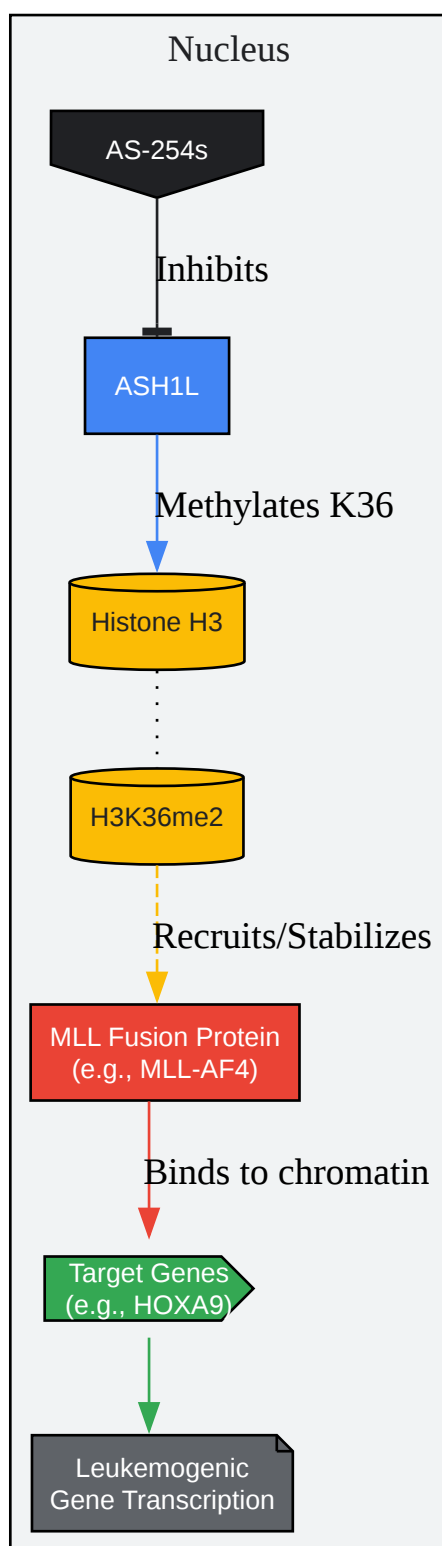 Nucleus
AS-254s
Inhibits
ASH1L
Methylates K36
Histone H3
H3K36me2
Recruits/Stabilizes
MLL Fusion Protein
(e.g., MLL-AF4)
Binds to chromatin
Target Genes
(e.g., HOXA9)
Leukemogenic
Gene Transcription